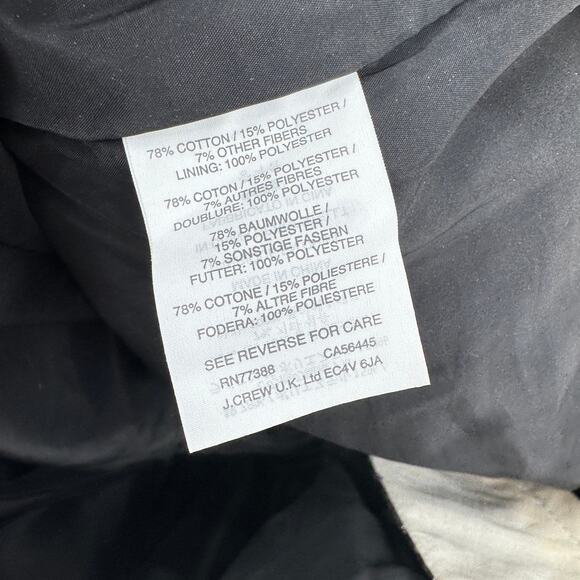 78% COTTON / 15% POLYESTER /
7% OTHER FIBERS
LINING: 100% POLYESTER
78% COTON / 15% POLYESTER /
7% AUTRES FIBRES
DOUBLURE: 100% POLYESTER
78% BAUMWOLLE /
15% POLYESTER /
7% SONSTIGE FASERN
FUTTER: 100% POLYESTER
78% COTONE / 15% POLIESTERE /
7% ALTRE FIBRE
FODERA: 100% POLIESTERE
SEE REVERSE FOR CARE
RN77388 CA56445
J.CREW U.K. Ltd EC4V 6JA